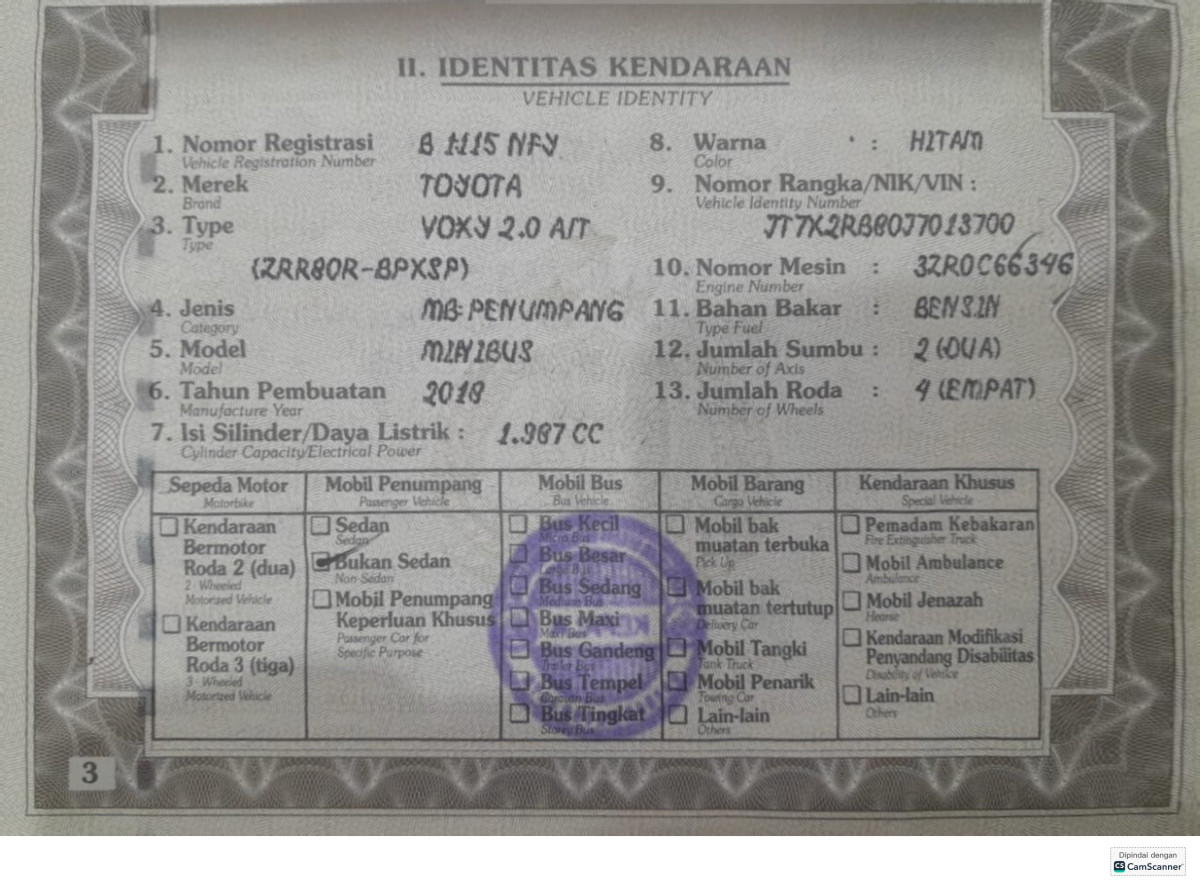 II. IDENTITAS KENDARAAN
VEHICLE IDENTITY
1. Nomor Registrasi B 1115 NFY
Vehicle Registration Number
2. Merek TOYOTA
Brand
3. Type VOXY 2.0 A/T
Type
(ZRR80R-BPXSP)
4. Jenis MB: PENUMPANG
Category
5. Model MINIBUS
Model
6. Tahun Pembuatan 2018
Manufacture Year
7. Isi Silinder/Daya Listrik : 1.987 CC
Cylinder Capacity/Electrical Power
8. Warna : HITAM
Color
9. Nomor Rangka/NIK/VIN :
Vehicle Identity Number
JT7X2RB80J7013700
10. Nomor Mesin : 3ZR0C66346
Engine Number
11. Bahan Bakar : BENSIN
Type Fuel
12. Jumlah Sumbu : 2 (DUA)
Number of Axis
13. Jumlah Roda : 4 (EMPAT)
Number of Wheels
Sepeda Motor
Motorbike
Kendaraan
Bermotor
Roda 2 (dua)
2 - Wheeled
Motorized Vehicle
Kendaraan
Bermotor
Roda 3 (tiga)
3 - Wheeled
Motorized Vehicle
Mobil Penumpang
Passenger Vehicle
Sedan
Sedan
Bukan Sedan
Non-Sedan
Mobil Penumpang
Keperluan Khusus
Passenger Car for
Specific Purpose
Mobil Bus
Bus Vehicle
Bus Kecil
Micro Bus
Bus Besar
Bus Sedang
Medium Bus
Bus Maxi
Maxi Bus
Bus Gandeng
Trailer Bus
Bus Tempel
Caravan Bus
Bus Tingkat
Storey Bus
Mobil Barang
Cargo Vehicle
Mobil bak
muatan terbuka
Pick Up
Mobil bak
muatan tertutup
Delivery Car
Mobil Tangki
Tank Truck
Mobil Penarik
Towing Car
Lain-lain
Others
Kendaraan Khusus
Special Vehicle
Pemadam Kebakaran
Fire Extinguisher Truck
Mobil Ambulance
Ambulance
Mobil Jenazah
Hearse
Kendaraan Modifikasi
Penyandang Disabilitas
Disability of Vehicle
Lain-lain
Others
3
Dipindai dengan
CS CamScanner